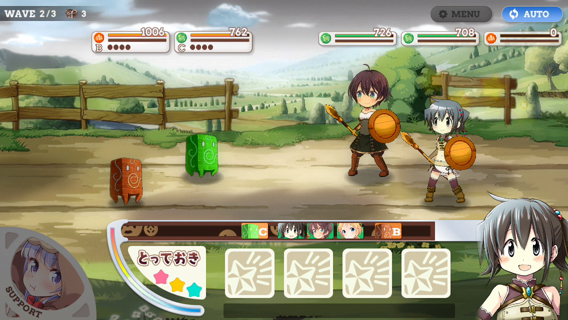 WAVE 2/3 3
MENU
AUTO
1006
762
726
708
0
B
C
C
B
とっておき
SUPPORT